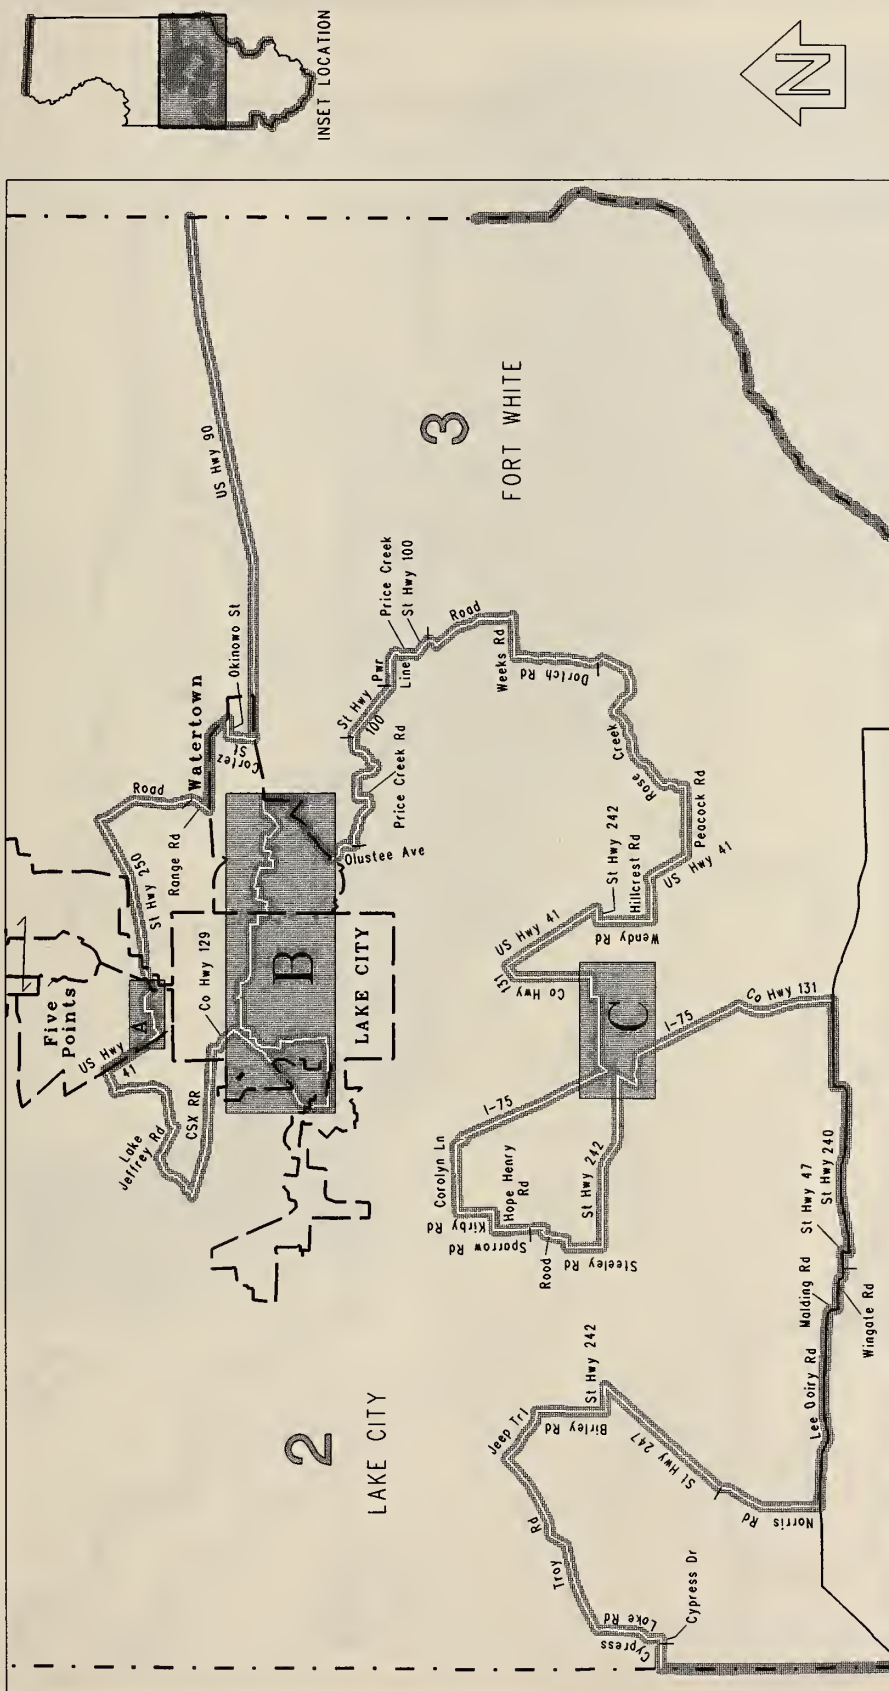 INSET LOCATION
N
Five
Points
A
US Hwy
41
Lake
Jeffrey Rd
CSX RR
Co Hwy 129
St Hwy 250
Road
Range Rd
Watertown
Cortez
St
Okinowo St
US Hwy 90
B
LAKE CITY
Olustee Ave
Price Creek Rd
St Hwy
100
Pwr
Line
Price Creek
St Hwy 100
Road
Weeks Rd
Dortch Rd
Creek
Rose
Peacock Rd
US Hwy 41
Hillcrest Rd
St Hwy 242
Wendy Rd
US Hwy 41
Co Hwy
131
C
I-75
Co Hwy 131
I-75
Corolyn Ln
Kirby Rd
Hope Henry
Rd
Sparrow Rd
Rood
Steeley Rd
St Hwy 242
St Hwy 240
St Hwy 47
Malding Rd
Wingate Rd
Lee Doiry Rd
Norris
Rd
St Hwy 247
St Hwy 242
Birley Rd
Jeep Trl
Troy
Rd
Loke Rd
Cypress
Cypress Dr
2
LAKE CITY
3
FORT WHITE